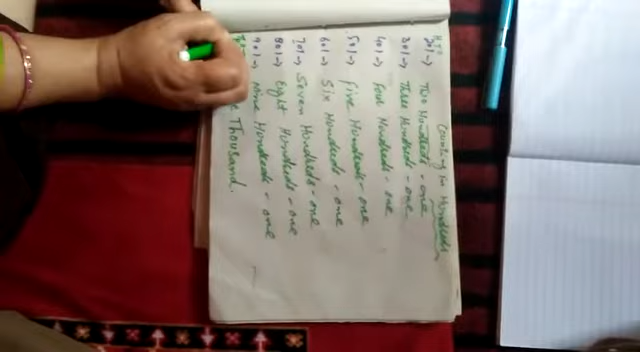 Counting in Hundreds
H T O
201→ Two Hundreds - one
301→ Three Hundreds - one
401→ Four Hundreds - one
501→ Five Hundreds - one
601→ Six Hundreds - one
701→ Seven Hundreds - one
801→ Eight Hundreds - one
901→ Nine Hundreds - one
Thousand.